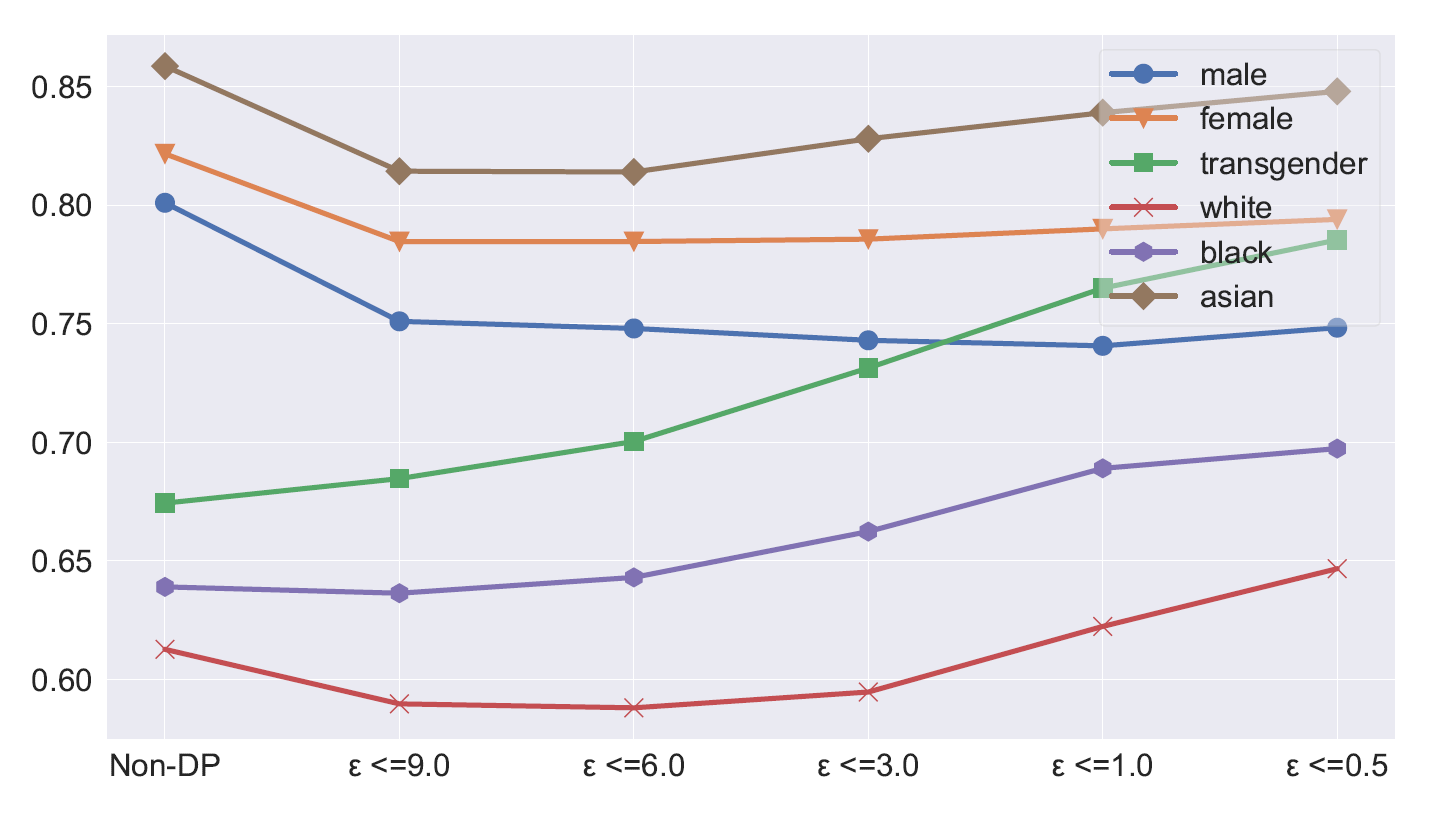 0.85
0.80
0.75
0.70
0.65
0.60
Non-DP
ε <=9.0
ε <=6.0
ε <=3.0
ε <=1.0
ε <=0.5
male
female
transgender
white
black
asian